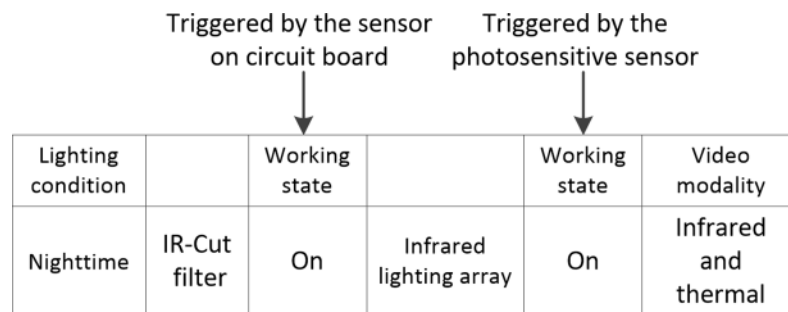 Triggered by the sensor
on circuit board
Triggered by the
photosensitive sensor
Lighting
condition
Working
state
Working
state
Video
modality
Nighttime
IR-Cut
filter
On
Infrared
lighting array
On
Infrared
and
thermal